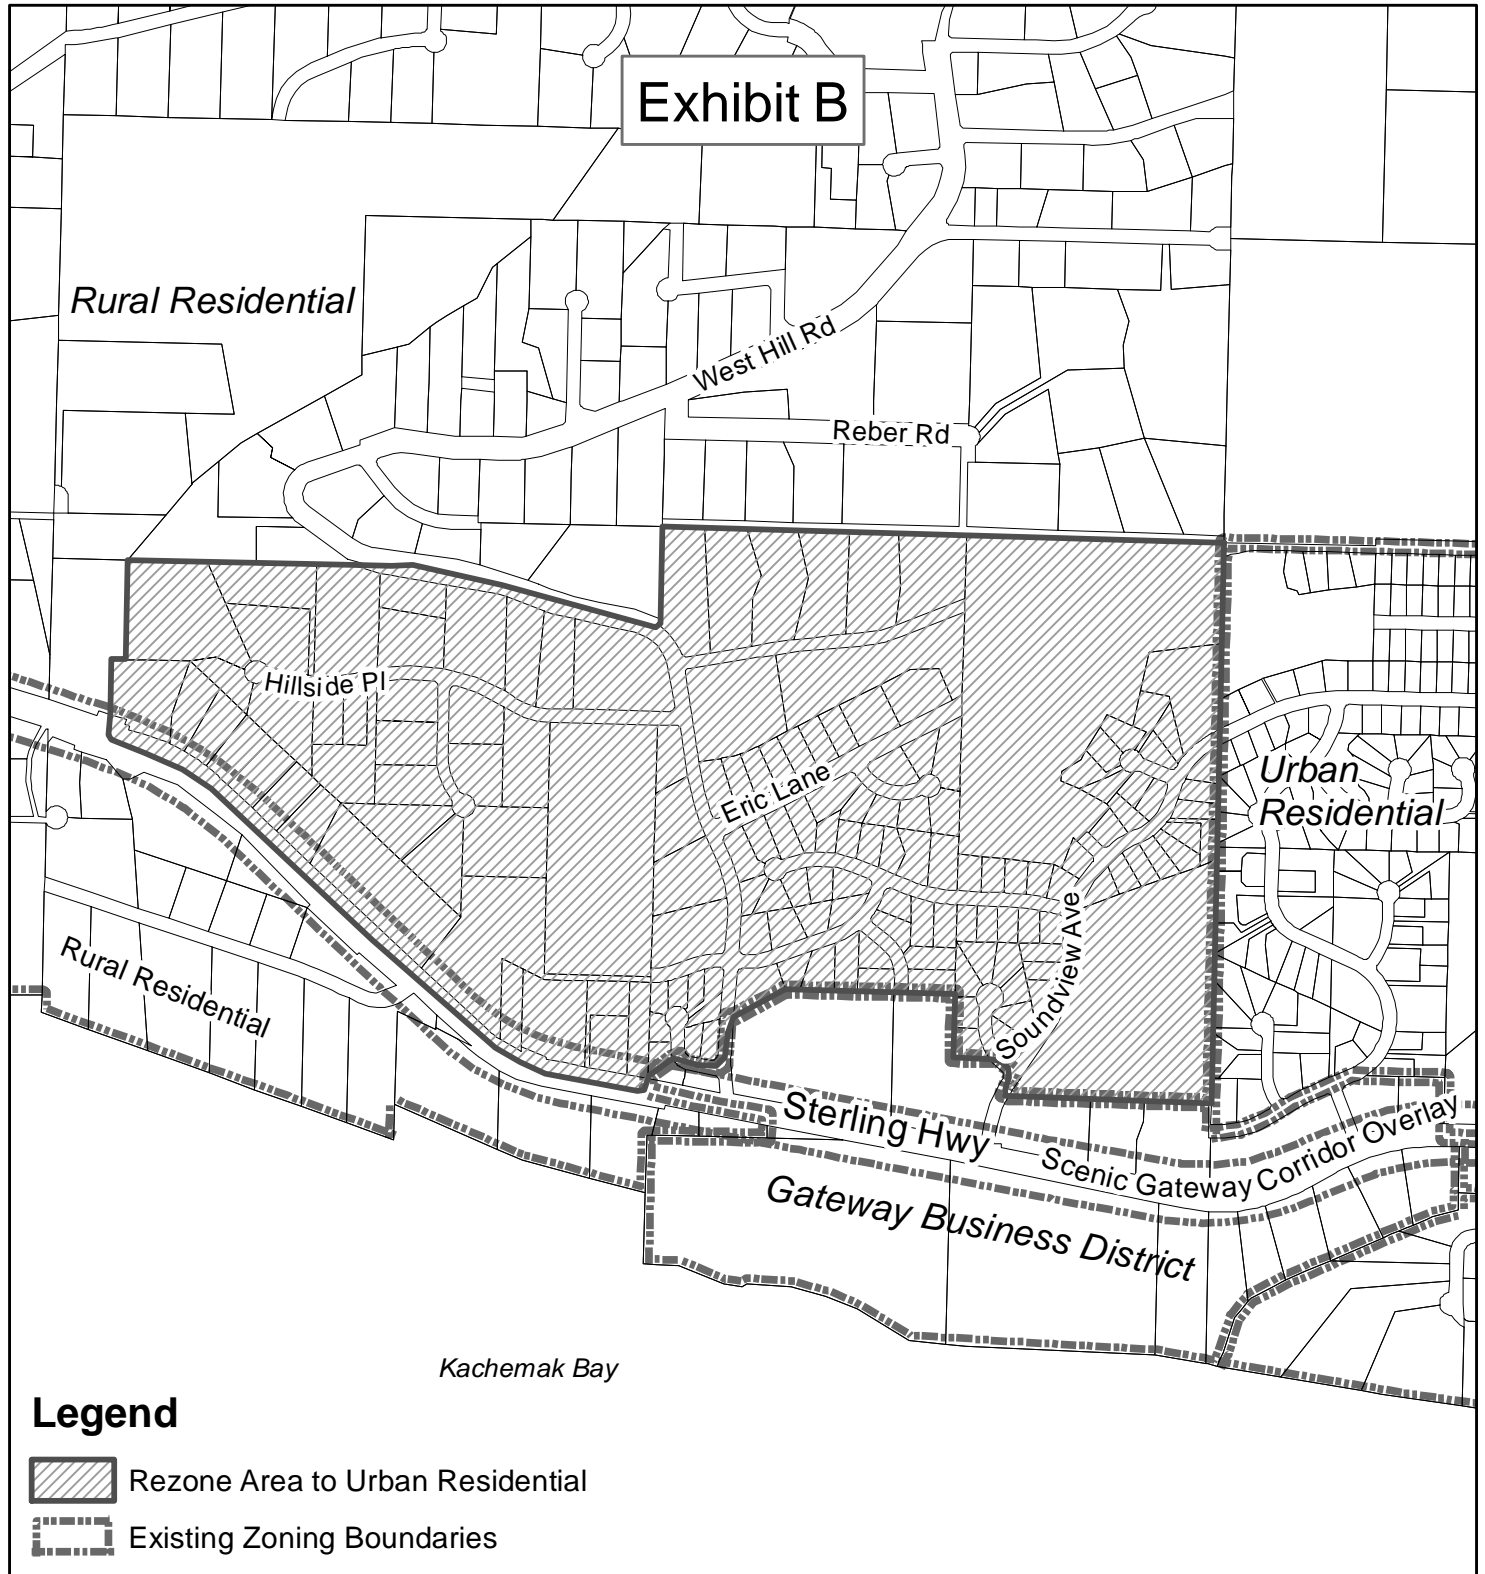 Exhibit B
Rural Residential
West Hill Rd
Reber Rd
Hillside Pl
Eric Lane
Urban
Residential
Soundview Ave
Rural Residential
Sterling Hwy
Scenic Gateway Corridor Overlay
Gateway Business District
Kachemak Bay
Legend
Rezone Area to Urban Residential
Existing Zoning Boundaries